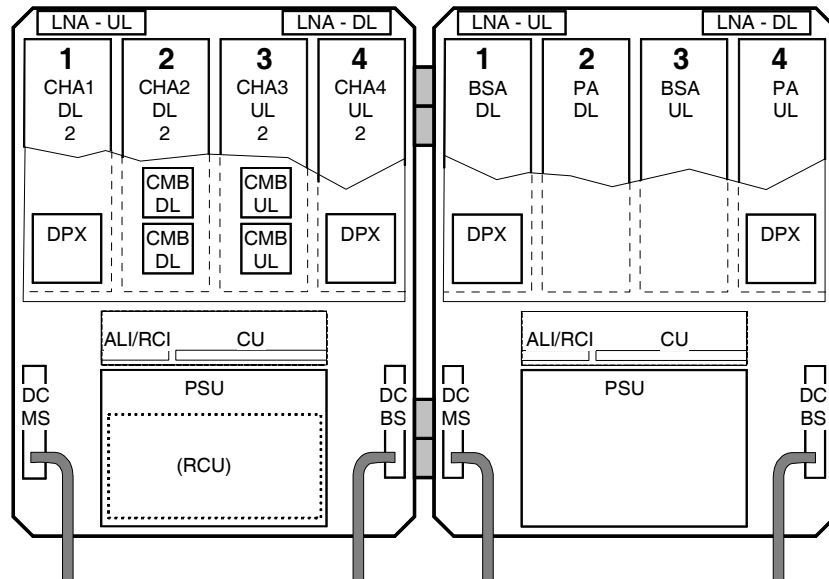 LNA - UL
LNA - DL
1
CHA1
DL
2
2
CHA2
DL
2
3
CHA3
UL
2
4
CHA4
UL
2
DPX
CMB
DL
CMB
DL
CMB
UL
CMB
UL
DPX
ALI/RCI
CU
DC
MS
PSU
(RCU)
DC
BS
LNA - UL
LNA - DL
1
BSA
DL
2
PA
DL
3
BSA
UL
4
PA
UL
DPX
DPX
ALI/RCI
CU
DC
MS
PSU
DC
BS